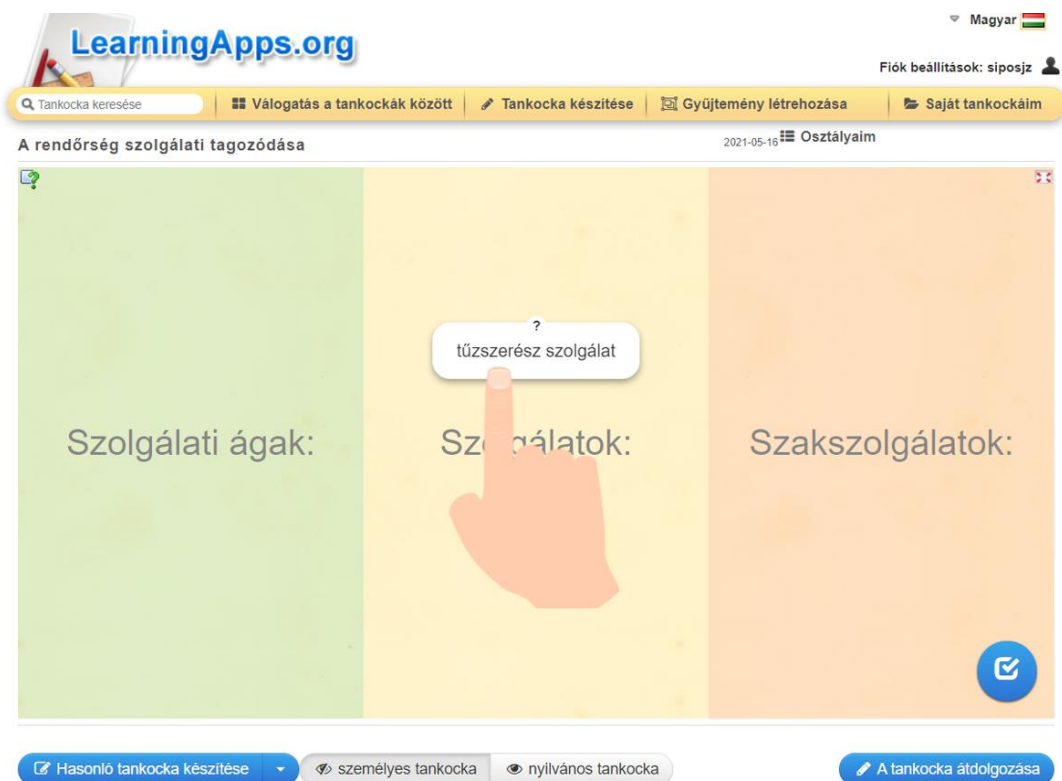 LearningApps.org
Magyar
Fiók beállítások: siposjz
Tankocka keresése
Válogatás a tankockák között
Tankocka készítése
Gyűjtemény létrehozása
Saját tankockáim
A rendőrség szolgálati tagozódása
2021-05-16 Osztályaim
?
tűzszerész szolgálat
Szolgálati ágak:
Szolgálatok:
Szakszolgálatok:
Hasonló tankocka készítése
személyes tankocka
nyilvános tankocka
A tankocka átdolgozása